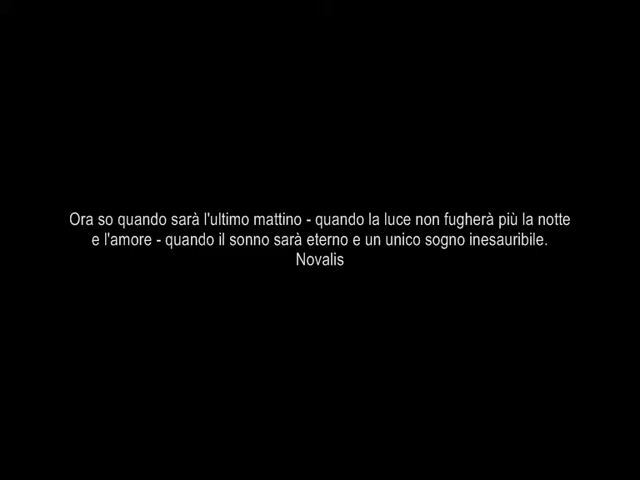 Ora so quando sarà l'ultimo mattino - quando la luce non fugherà più la notte
e l'amore - quando il sonno sarà eterno e un unico sogno inesauribile.
Novalis